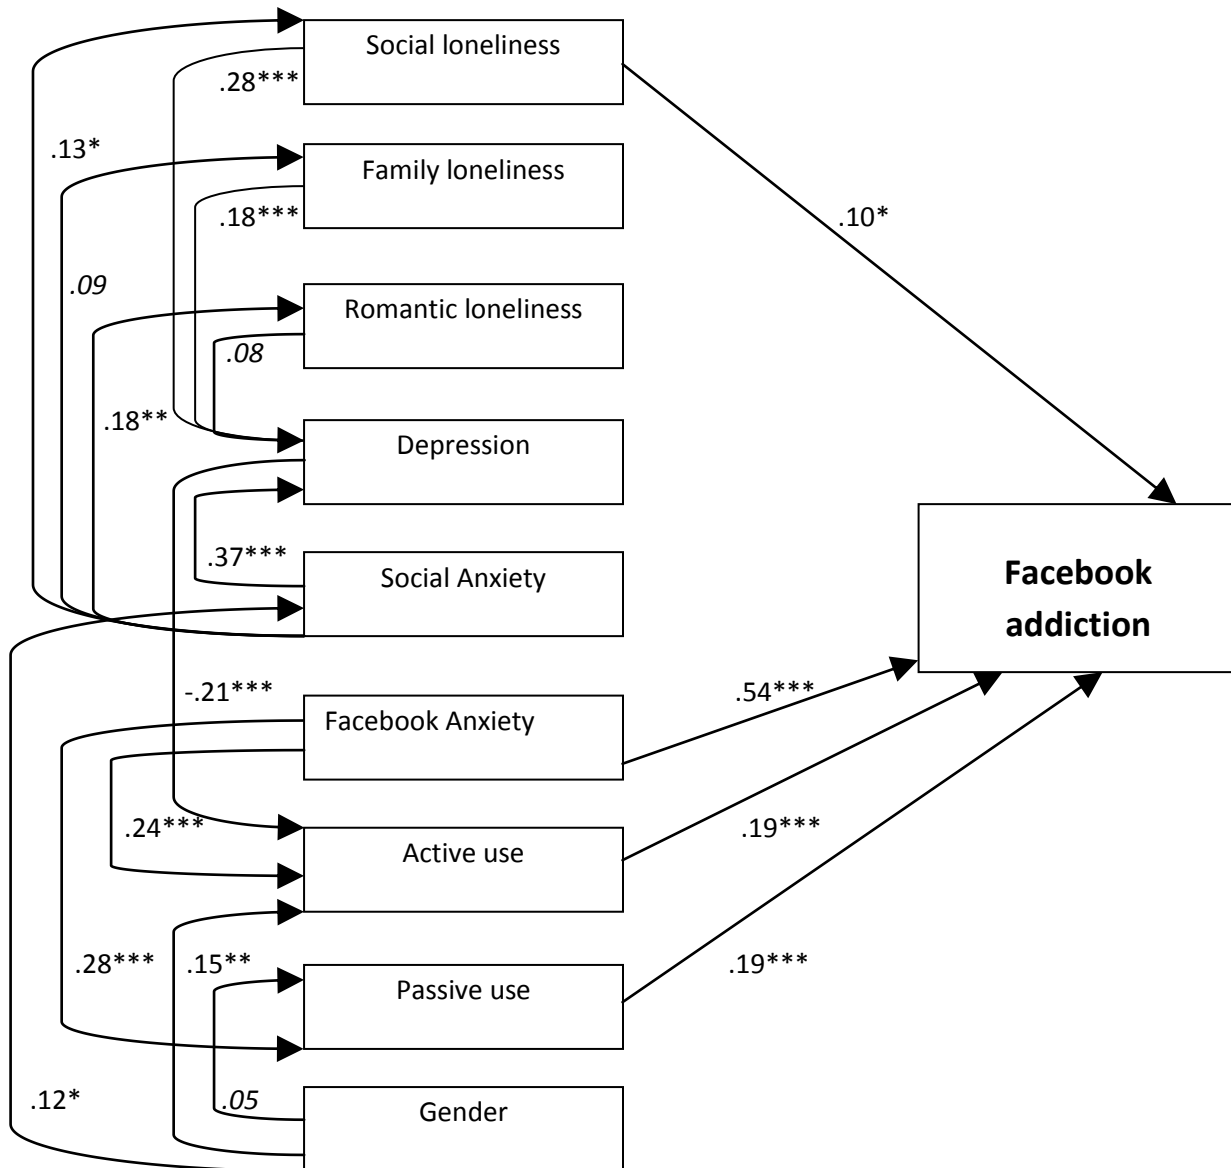 Social loneliness
.28***
.13*
Family loneliness
.18***
.10*
.09
Romantic loneliness
.08
.18**
Depression
.37***
Social Anxiety
Facebook
addiction
-.21***
Facebook Anxiety
.54***
.24***
Active use
.19***
.28***
.15**
Passive use
.19***
.12*
.05
Gender